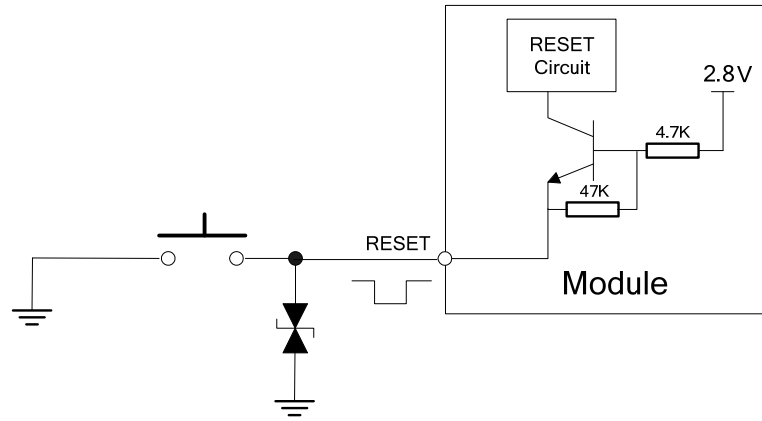 RESET
Circuit
2.8V
4.7K
47K
RESET
Module